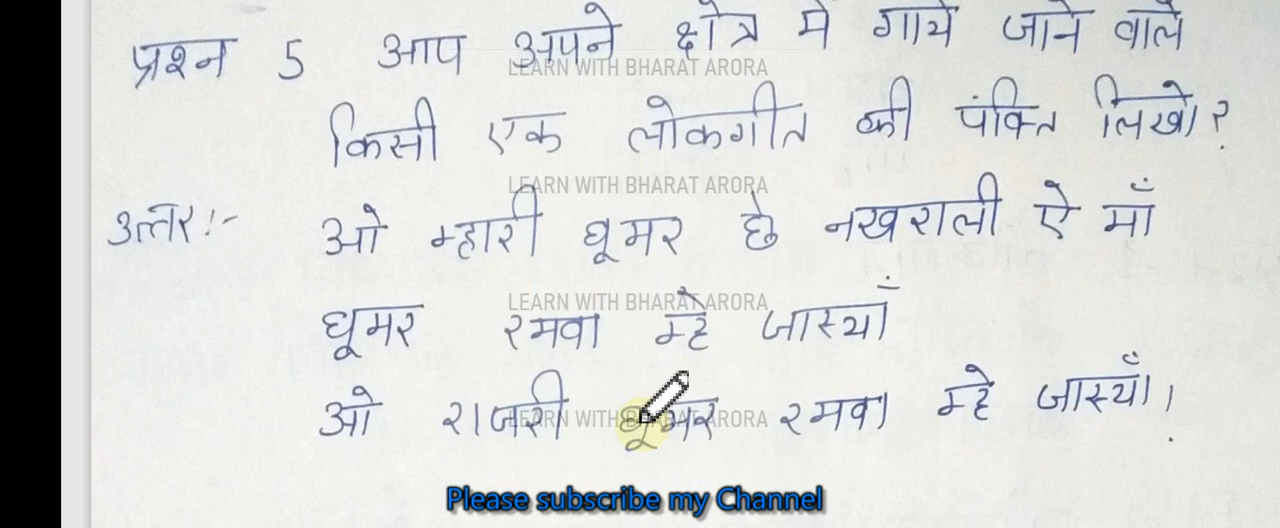 प्रश्न 5 आप अपने क्षेत्र में गाये जाने वाले
LEARN WITH BHARAT ARORA
किसी एक लोकगीत की पंक्ति लिखो?
LEARN WITH BHARAT ARORA
उत्तर:- ओ म्हारी घूमर छे नखराली ऐ माँ
LEARN WITH BHARAT ARORA
घूमर रमवा म्हे जास्याँ
ओ राजरी घूमर रमवा म्हे जास्याँ।
LEARN WITH BHARAT ARORA
Please subscribe my Channel